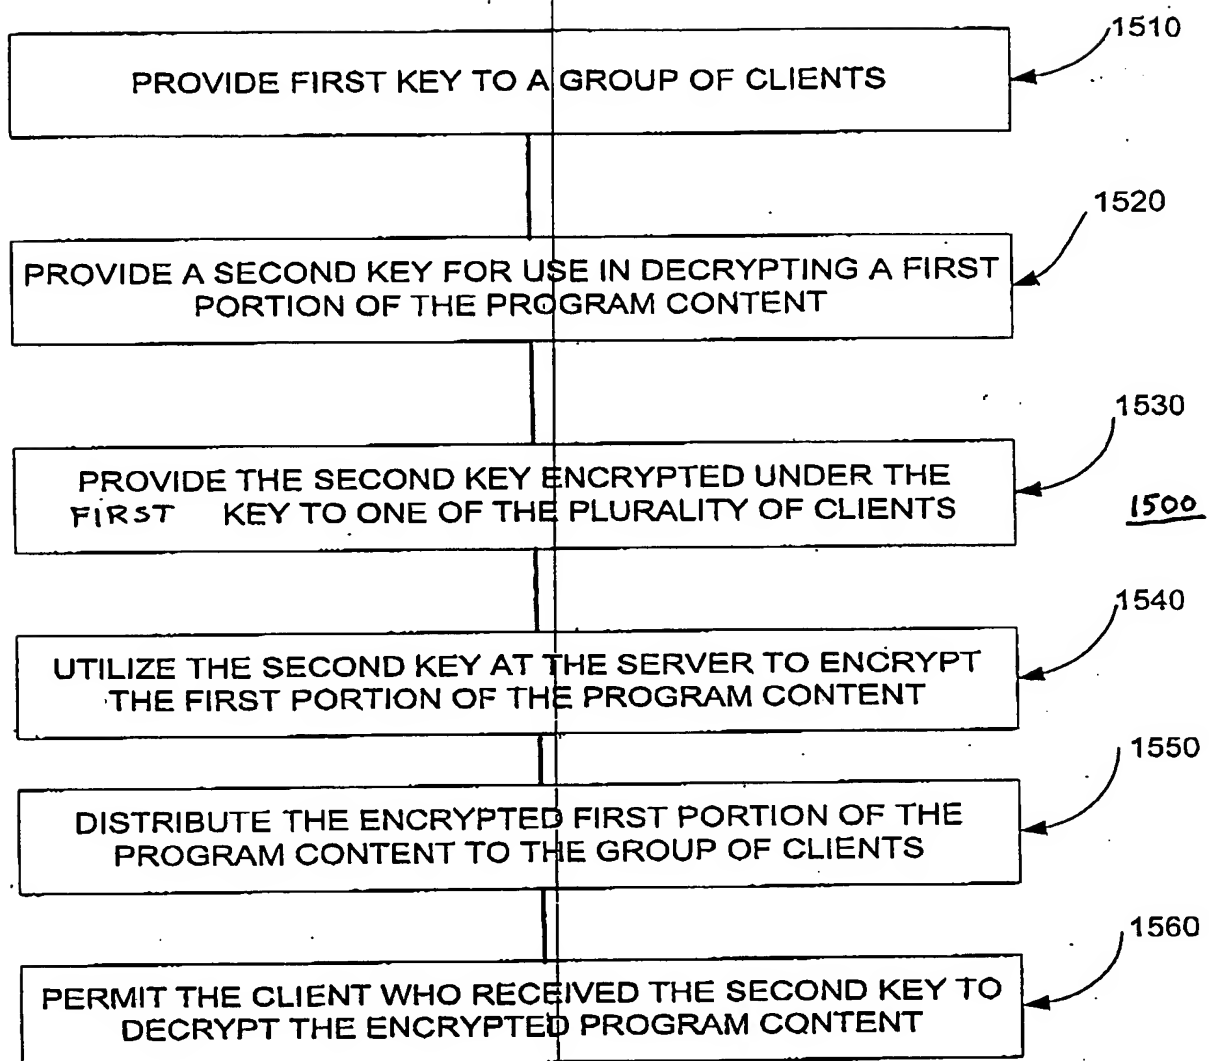 1510
PROVIDE FIRST KEY TO A GROUP OF CLIENTS
1520
PROVIDE A SECOND KEY FOR USE IN DECRYPTING A FIRST
PORTION OF THE PROGRAM CONTENT
1530
PROVIDE THE SECOND KEY ENCRYPTED UNDER THE
FIRST KEY TO ONE OF THE PLURALITY OF CLIENTS
1500
1540
UTILIZE THE SECOND KEY AT THE SERVER TO ENCRYPT
THE FIRST PORTION OF THE PROGRAM CONTENT
1550
DISTRIBUTE THE ENCRYPTED FIRST PORTION OF THE
PROGRAM CONTENT TO THE GROUP OF CLIENTS
1560
PERMIT THE CLIENT WHO RECEIVED THE SECOND KEY TO
DECRYPT THE ENCRYPTED PROGRAM CONTENT